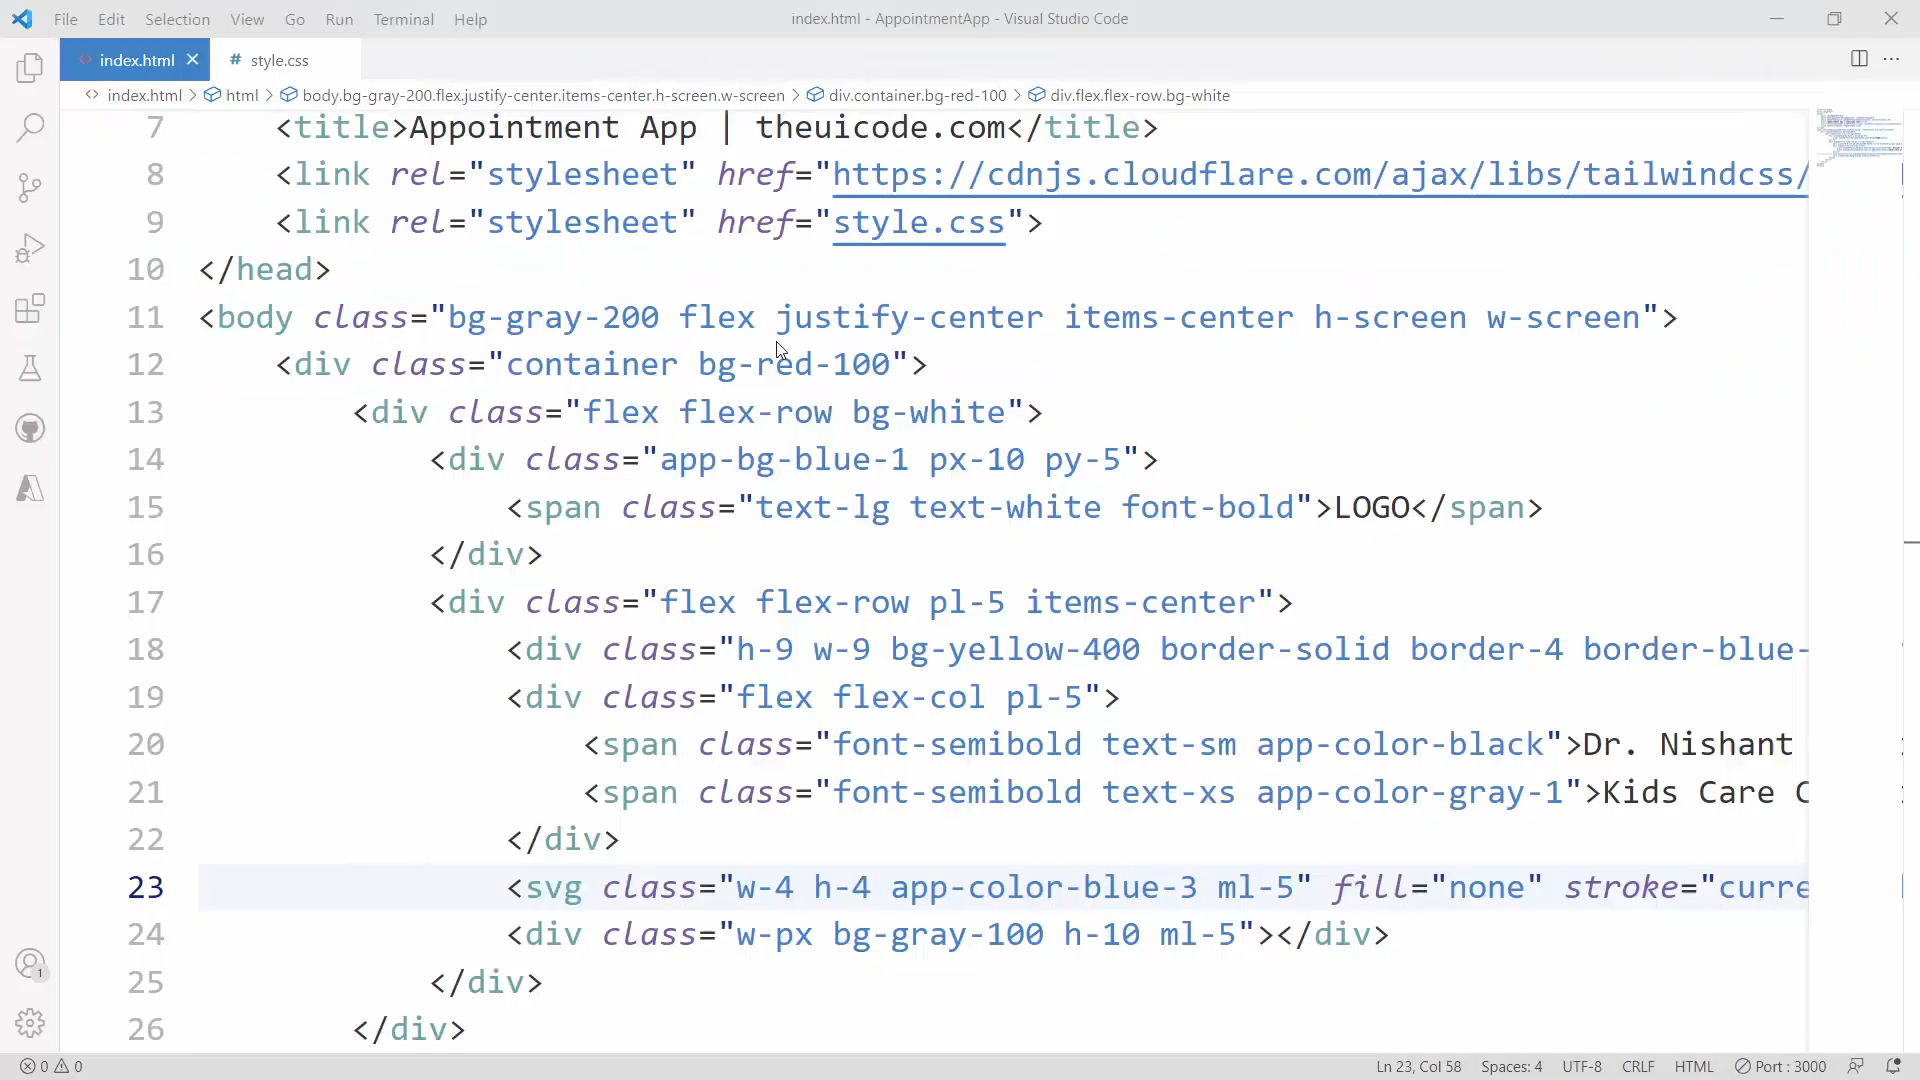 File Edit Selection View Go Run Terminal Help index.html - AppointmentApp - Visual Studio Code
index.html # style.css
index.html > html > body.bg-gray-200.flex.justify-center.items-center.h-screen.w-screen > div.container.bg-red-100 > div.flex.flex-row.bg-white
7 <title>Appointment App | theuicode.com</title>
8 <link rel="stylesheet" href="https://cdnjs.cloudflare.com/ajax/libs/tailwindcss/
9 <link rel="stylesheet" href="style.css">
10 </head>
11 <body class="bg-gray-200 flex justify-center items-center h-screen w-screen">
12 <div class="container bg-red-100">
13 <div class="flex flex-row bg-white">
14 <div class="app-bg-blue-1 px-10 py-5">
15 <span class="text-lg text-white font-bold">LOGO</span>
16 </div>
17 <div class="flex flex-row pl-5 items-center">
18 <div class="h-9 w-9 bg-yellow-400 border-solid border-4 border-blue-
19 <div class="flex flex-col pl-5">
20 <span class="font-semibold text-sm app-color-black">Dr. Nishant
21 <span class="font-semibold text-xs app-color-gray-1">Kids Care C
22 </div>
23 <svg class="w-4 h-4 app-color-blue-3 ml-5" fill="none" stroke="curre
24 <div class="w-px bg-gray-100 h-10 ml-5"></div>
25 </div>
26 </div>
1
0 0 Ln 23, Col 58 Spaces: 4 UTF-8 CRLF HTML Port : 3000